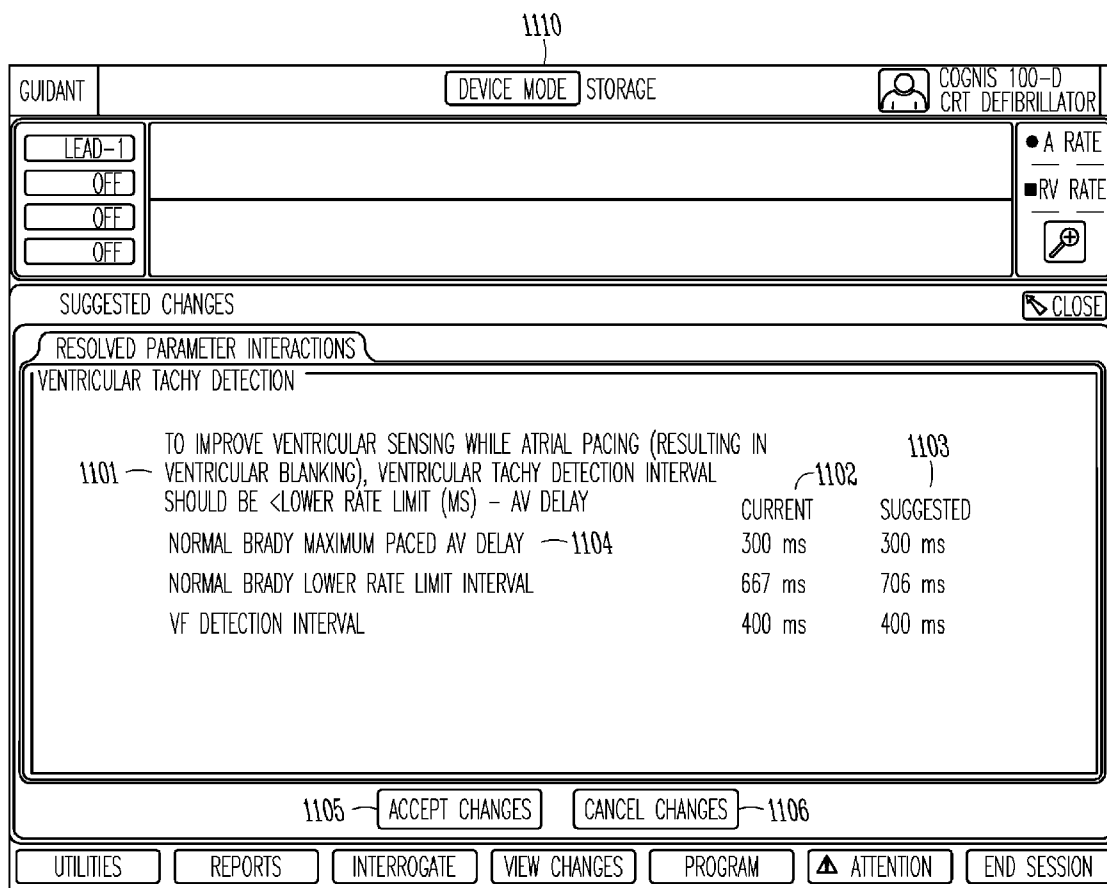 1110
GUIDANT
DEVICE MODE STORAGE
COGNIS 100-D
CRT DEFIBRILLATOR
LEAD-1
OFF
OFF
OFF
A RATE
RV RATE
SUGGESTED CHANGES
CLOSE
RESOLVED PARAMETER INTERACTIONS
VENTRICULAR TACHY DETECTION
TO IMPROVE VENTRICULAR SENSING WHILE ATRIAL PACING (RESULTING IN
1101 VENTRICULAR BLANKING), VENTRICULAR TACHY DETECTION INTERVAL
SHOULD BE <LOWER RATE LIMIT (MS) – AV DELAY
1102
1103
CURRENT SUGGESTED
NORMAL BRADY MAXIMUM PACED AV DELAY 1104 300 ms 300 ms
NORMAL BRADY LOWER RATE LIMIT INTERVAL 667 ms 706 ms
VF DETECTION INTERVAL 400 ms 400 ms
1105 ACCEPT CHANGES CANCEL CHANGES 1106
UTILITIES REPORTS INTERROGATE VIEW CHANGES PROGRAM ATTENTION END SESSION